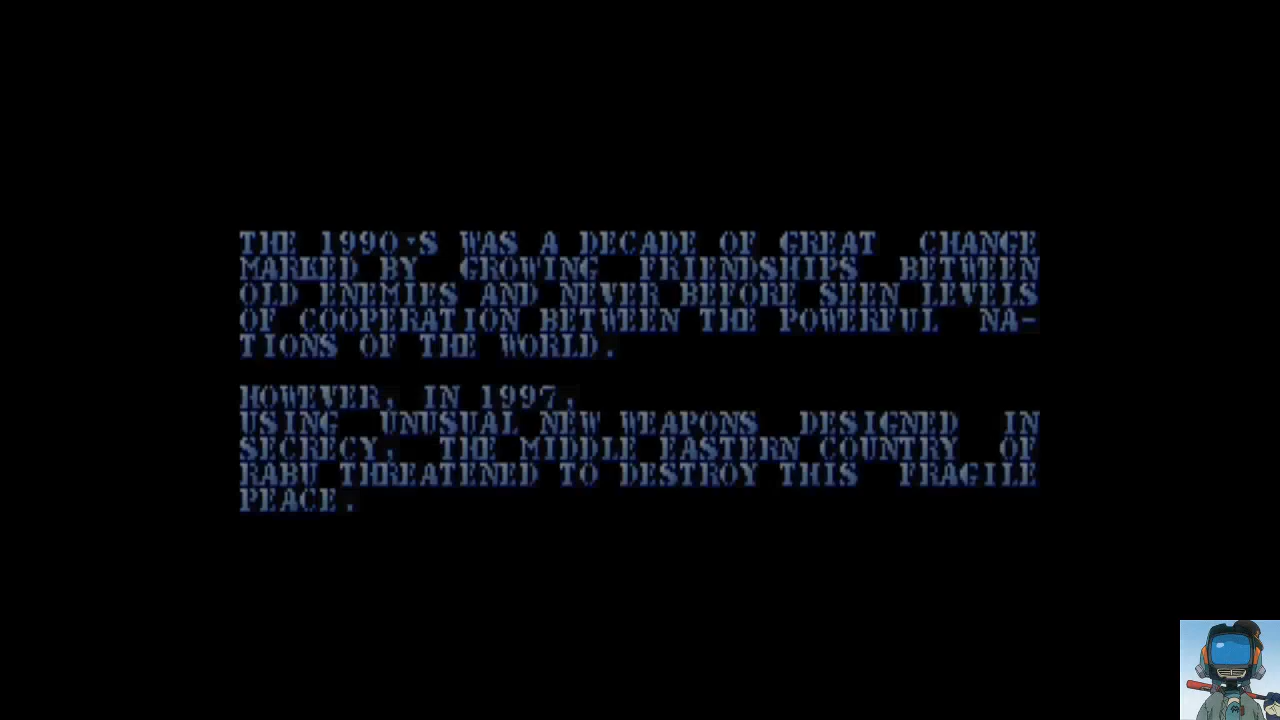 THE 1990'S WAS A DECADE OF GREAT CHANGE
MARKED BY GROWING FRIENDSHIPS BETWEEN
OLD ENEMIES AND NEVER BEFORE SEEN LEVELS
OF COOPERATION BETWEEN THE POWERFUL NA-
TIONS OF THE WORLD.
HOWEVER, IN 1997,
USING UNUSUAL NEW WEAPONS DESIGNED IN
SECRECY, THE MIDDLE EASTERN COUNTRY OF
RABU THREATENED TO DESTROY THIS FRAGILE
PEACE.